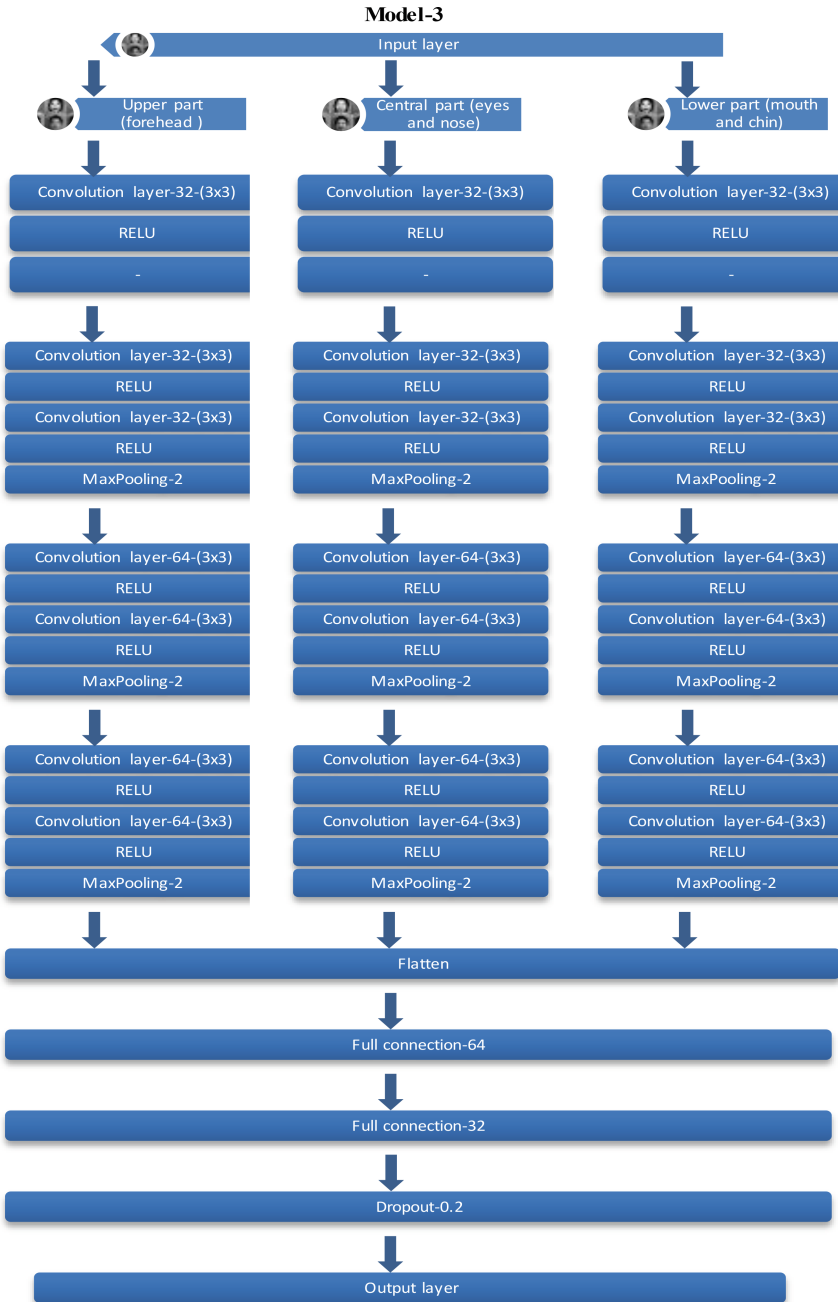 Model-3
Input layer
Upper part
(forehead )
Central part (eyes
and nose)
Lower part (mouth
and chin)
Convolution layer-32-(3x3)
Convolution layer-32-(3x3)
Convolution layer-32-(3x3)
RELU
RELU
RELU
-
-
-
Convolution layer-32-(3x3)
Convolution layer-32-(3x3)
Convolution layer-32-(3x3)
RELU
RELU
RELU
Convolution layer-32-(3x3)
Convolution layer-32-(3x3)
Convolution layer-32-(3x3)
RELU
RELU
RELU
MaxPooling-2
MaxPooling-2
MaxPooling-2
Convolution layer-64-(3x3)
Convolution layer-64-(3x3)
Convolution layer-64-(3x3)
RELU
RELU
RELU
Convolution layer-64-(3x3)
Convolution layer-64-(3x3)
Convolution layer-64-(3x3)
RELU
RELU
RELU
MaxPooling-2
MaxPooling-2
MaxPooling-2
Convolution layer-64-(3x3)
Convolution layer-64-(3x3)
Convolution layer-64-(3x3)
RELU
RELU
RELU
Convolution layer-64-(3x3)
Convolution layer-64-(3x3)
Convolution layer-64-(3x3)
RELU
RELU
RELU
MaxPooling-2
MaxPooling-2
MaxPooling-2
Flatten
Full connection-64
Full connection-32
Dropout-0.2
Output layer